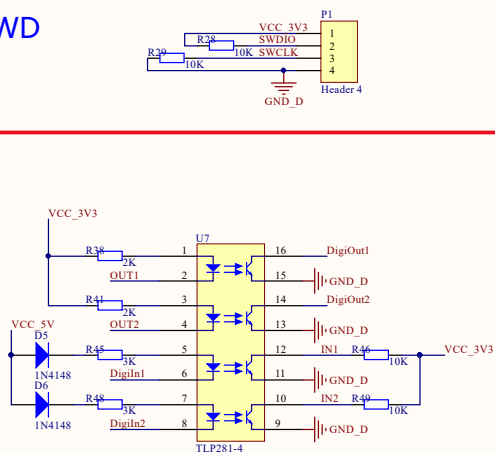 WD
P1
VCC_3V3
1
R28
SWDIO
2
R29
10K
SWCLK
3
10K
4
Header 4
GND_D
VCC_3V3
U7
R38
1
16
DigiOut1
2K
OUT1
2
15
GND_D
R41
3
14
DigiOut2
2K
VCC_5V
OUT2
4
13
GND_D
D5
R45
5
12
IN1
R46
VCC_3V3
3K
10K
1N4148
DigiIn1
6
11
GND_D
D6
R48
7
10
IN2
R49
3K
10K
1N4148
DigiIn2
8
9
GND_D
TLP281-4